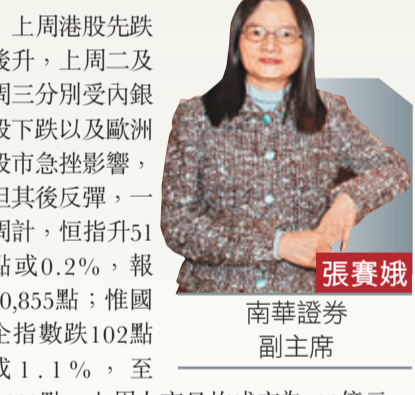 上周港股先跌
後升，上周二及
周三分別受內銀
股下跌以及歐洲
股市急挫影響，
但其後反彈，一
周計，恒指升51
點或0.2%，報
0,855點；惟國
企指數跌102點
或1.1%，至
張賽娥
南華證券
副主席